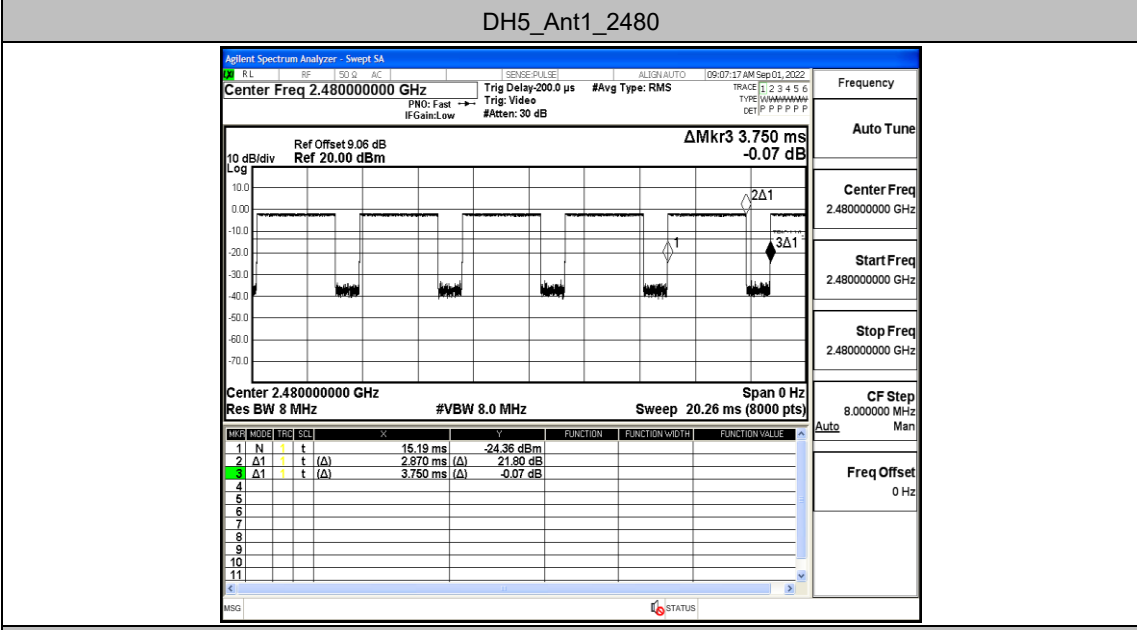 DH5_Ant1_2480
Agilent Spectrum Analyzer - Swept SA
RL RF 50 Ω AC SENSE:PULSE ALIGNAUTO 09:07:17 AM Sep 01, 2022
Center Freq 2.480000000 GHz
PNO: Fast
IFGain:Low
Trig Delay-200.0 µs
Trig: Video
#Atten: 30 dB
#Avg Type: RMS
TRACE 1 2 3 4 5 6
TYPE WWWWWW
DET P P P P P P
Ref Offset 9.06 dB
10 dB/div Ref 20.00 dBm
Log
ΔMkr3 3.750 ms
-0.07 dB
10.0
0.00
-10.0
-20.0
-30.0
-40.0
-50.0
-60.0
-70.0
2Δ1
1
3Δ1
Center 2.480000000 GHz Span 0 Hz
Res BW 8 MHz #VBW 8.0 MHz Sweep 20.26 ms (8000 pts)
MKR MODE TRC SCL X Y FUNCTION FUNCTION WIDTH FUNCTION VALUE
1 N 1 t 15.19 ms -24.36 dBm
2 Δ1 1 t (Δ) 2.870 ms (Δ) 21.80 dB
3 Δ1 1 t (Δ) 3.750 ms (Δ) -0.07 dB
4
5
6
7
8
9
10
11
MSG STATUS
Frequency
Auto Tune
Center Freq
2.480000000 GHz
Start Freq
2.480000000 GHz
Stop Freq
2.480000000 GHz
CF Step
8.000000 MHz
Auto Man
Freq Offset
0 Hz